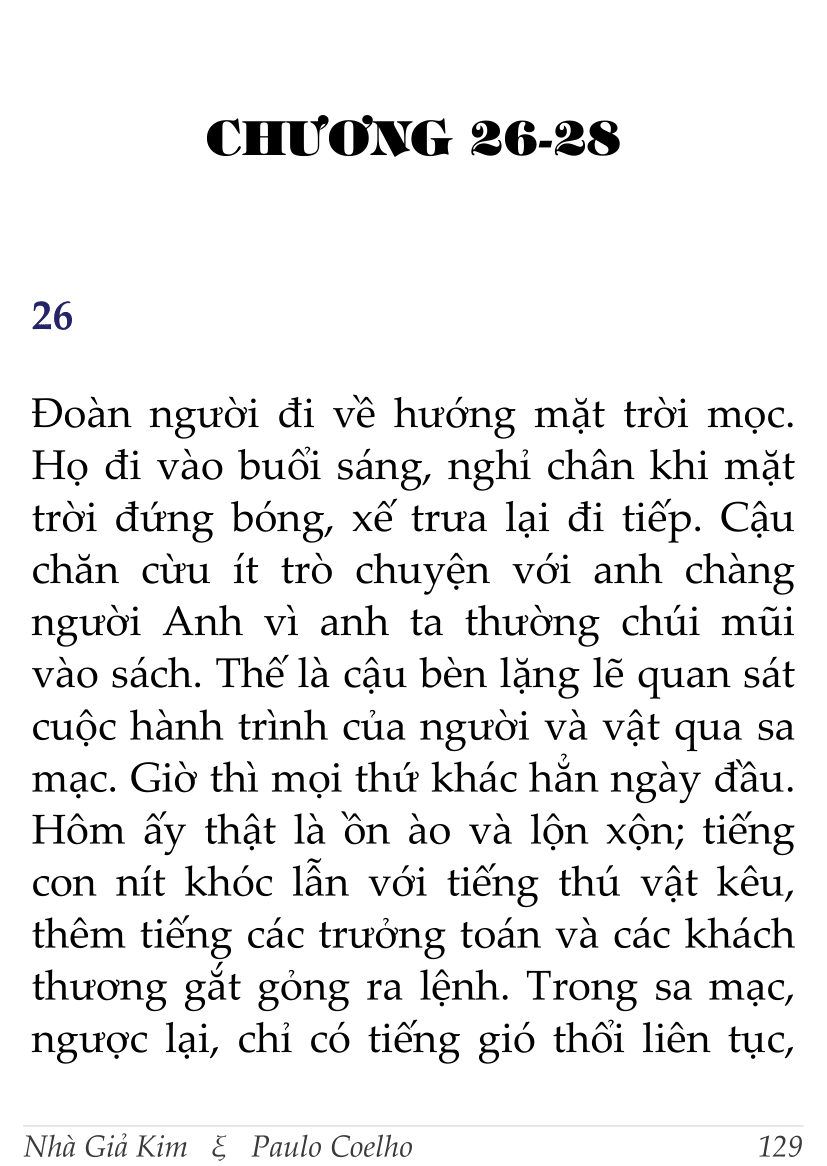 CHƯƠNG 26-28
26
Đoàn người đi về hướng mặt trời mọc.
Họ đi vào buổi sáng, nghỉ chân khi mặt
trời đứng bóng, xế trưa lại đi tiếp. Cậu
chăn cừu ít trò chuyện với anh chàng
người Anh vì anh ta thường chúi mũi
vào sách. Thế là cậu bèn lặng lẽ quan sát
cuộc hành trình của người và vật qua sa
mạc. Giờ thì mọi thứ khác hẳn ngày đầu.
Hôm ấy thật là ồn ào và lộn xộn; tiếng
con nít khóc lẫn với tiếng thú vật kêu,
thêm tiếng các trưởng toán và các khách
thương gắt gỏng ra lệnh. Trong sa mạc,
ngược lại, chỉ có tiếng gió thổi liên tục,
Nhà Giả Kim ξ Paulo Coelho 129